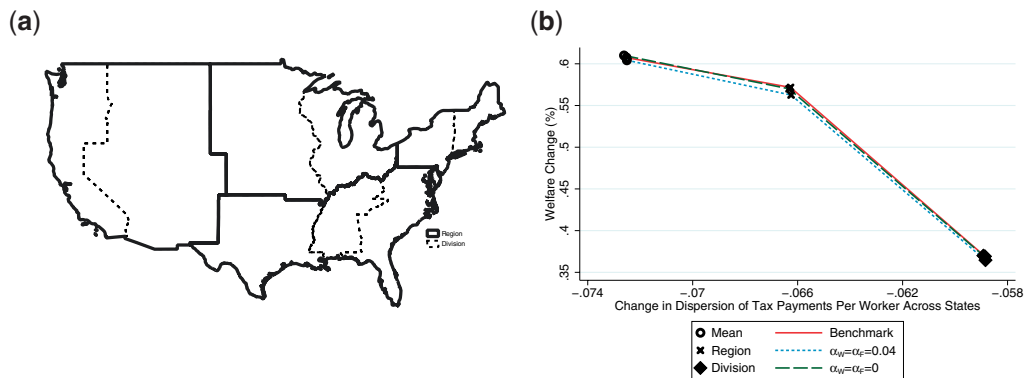 (a)
Region
Division
(b)
Welfare Change (%)
.6
.55
.5
.45
.4
.35
−.074
−.07
−.066
−.062
−.058
Change in Dispersion of Tax Payments Per Worker Across States
Mean
Benchmark
Region
αW=αF=0.04
Division
αW=αF=0